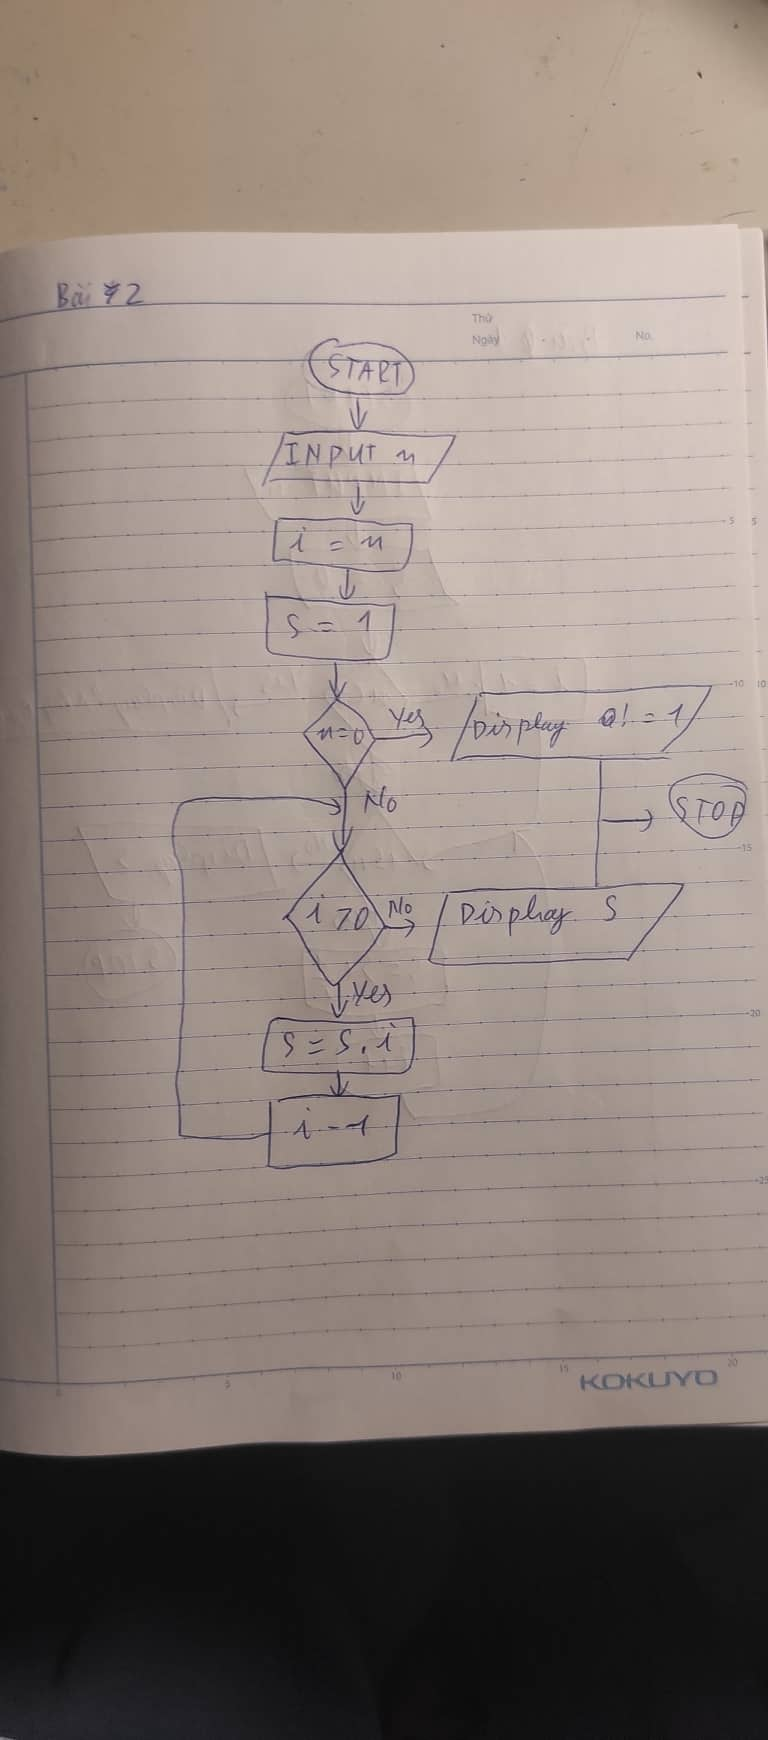 Bài 2
Thứ
Ngày
No.
START
INPUT n
i = n
S = 1
n=0
Yes
Display 0! = 1
No
STOP
i >0
No
Display S
Yes
S = S . i
i - 1
5
10
15
20
25
5
10
15
20
KOKUYO